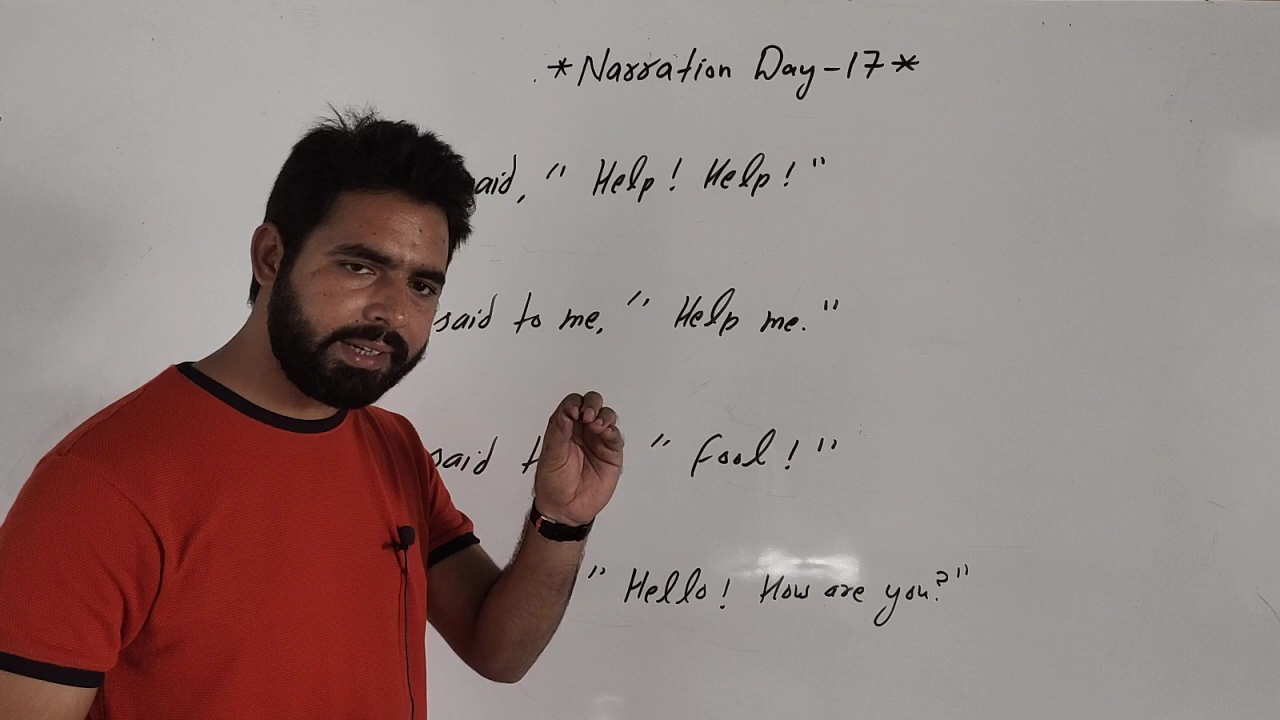 *Narration Day-17*
aid, " Help! Help! "
said to me, " Help me. "
said " Fool! "
" Hello! How are you? "